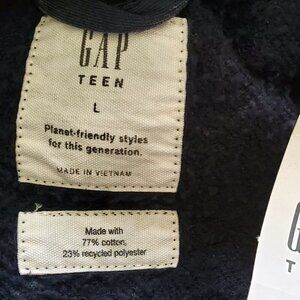 GAP
TEEN
L
Planet-friendly styles
for this generation.
MADE IN VIETNAM
Made with
77% cotton,
23% recycled polyester